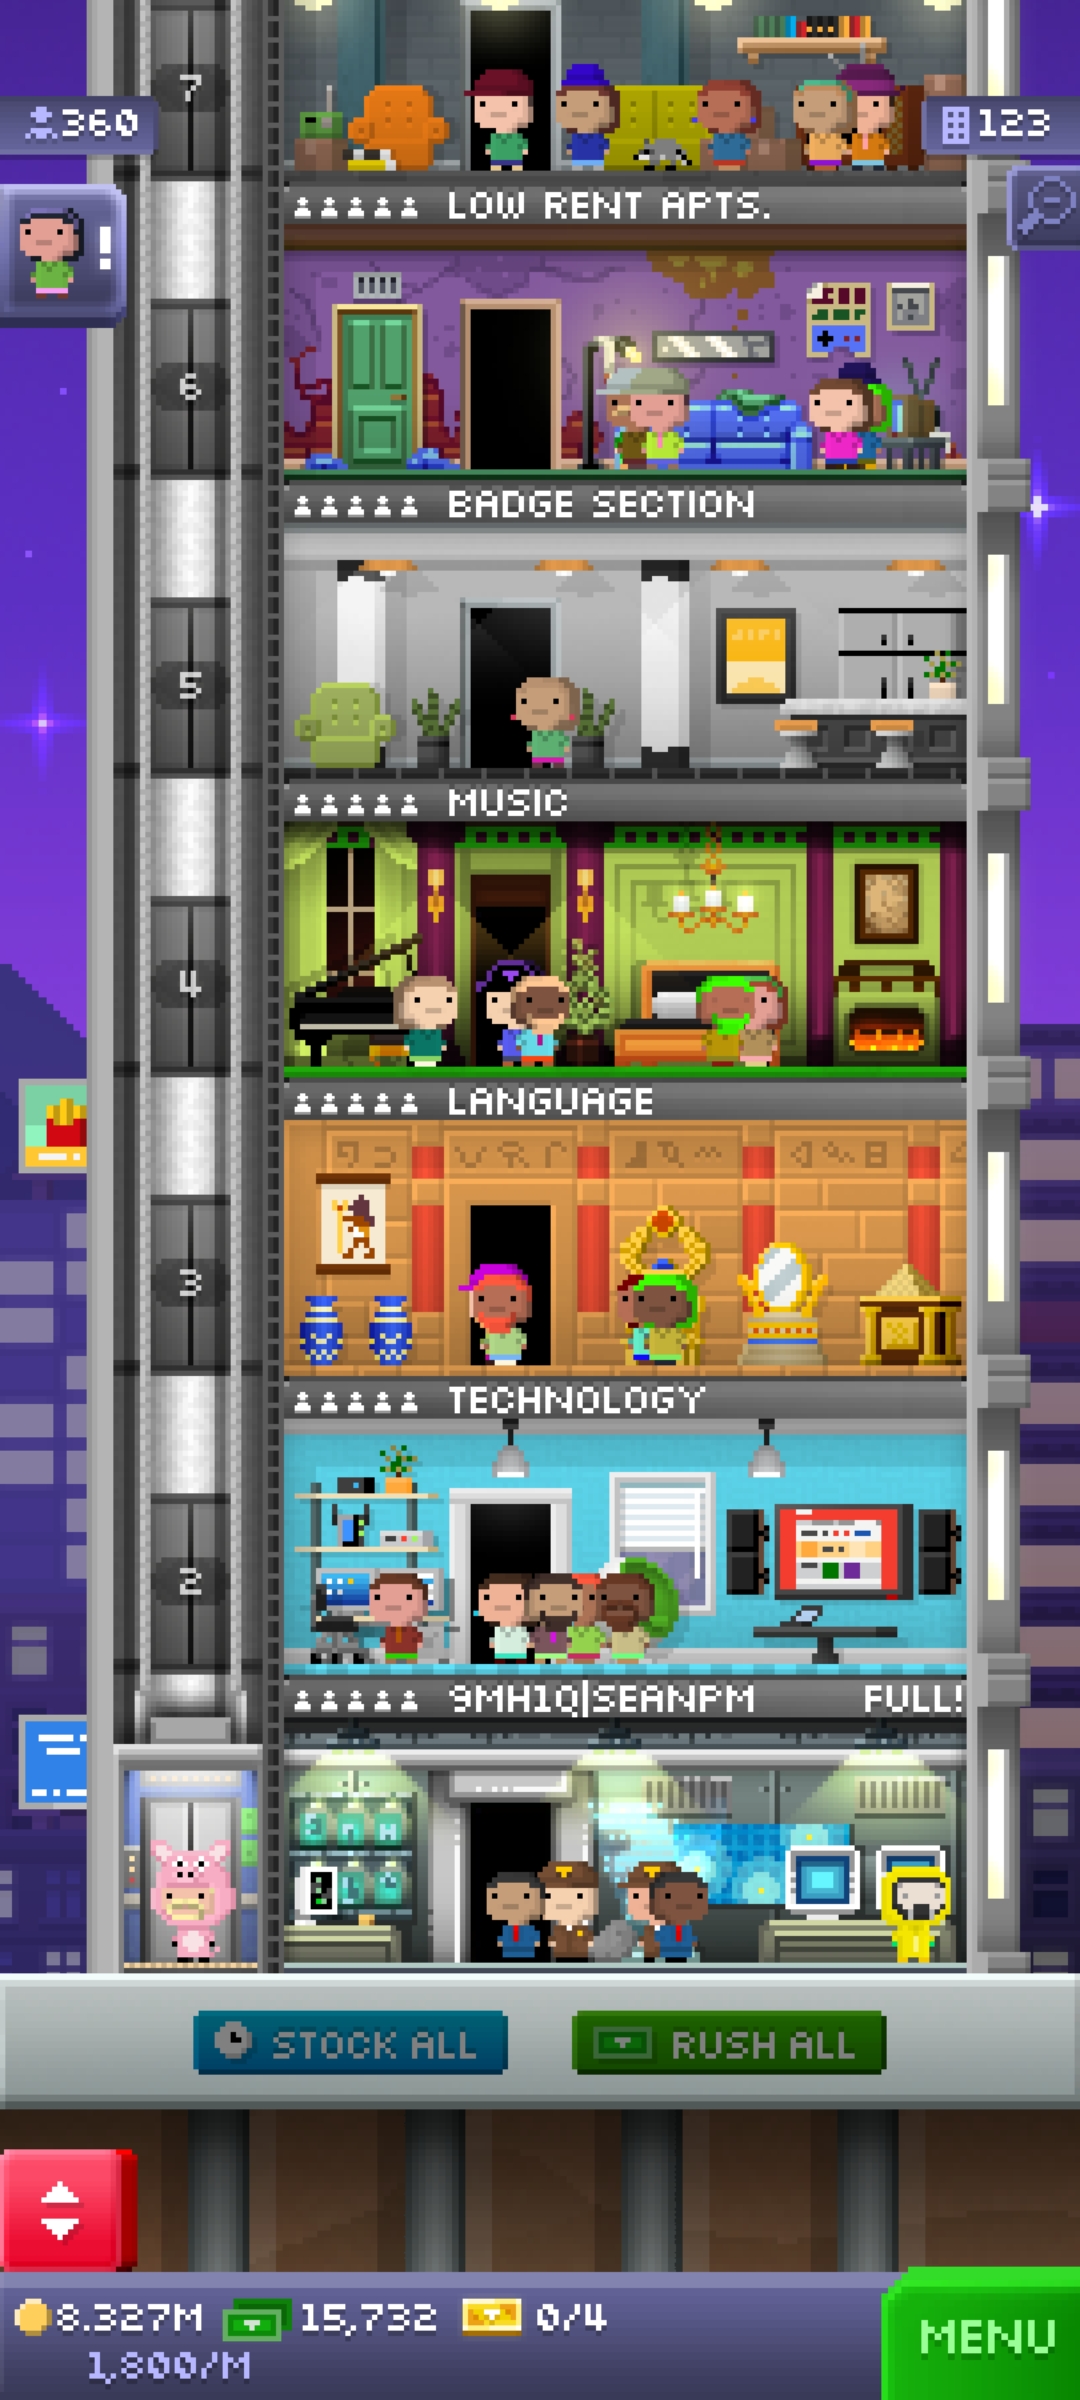 7
360
123
LOW RENT APTS.
6
BADGE SECTION
5
MUSIC
4
LANGUAGE
3
TECHNOLOGY
2
9MH1Q|SEANPM FULL!
STOCK ALL
RUSH ALL
8.327M 15,732 0/4
1,800/M
MENU